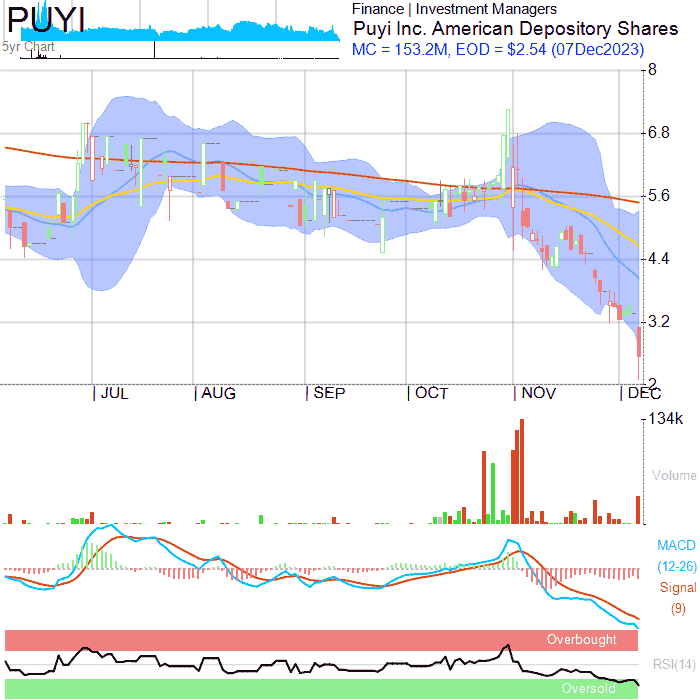 PUYI
5yr Chart
Finance | Investment Managers
Puyi Inc. American Depository Shares
MC = 153.2M, EOD = $2.54 (07Dec2023)
8
6.8
5.6
4.4
3.2
2
JUL AUG SEP OCT NOV DEC
134k
Volume
MACD
(12-26)
Signal
(9)
Overbought
RSI(14)
Oversold